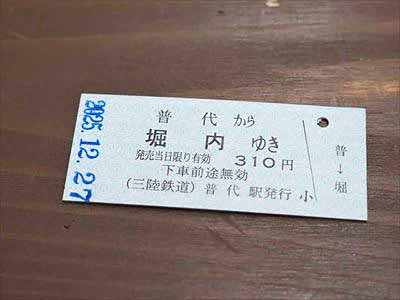 2025.12.27
普代から
堀内ゆき
発売当日限り有効 310円
下車前途無効
(三陸鉄道)普代駅発行
小
普
↓
堀